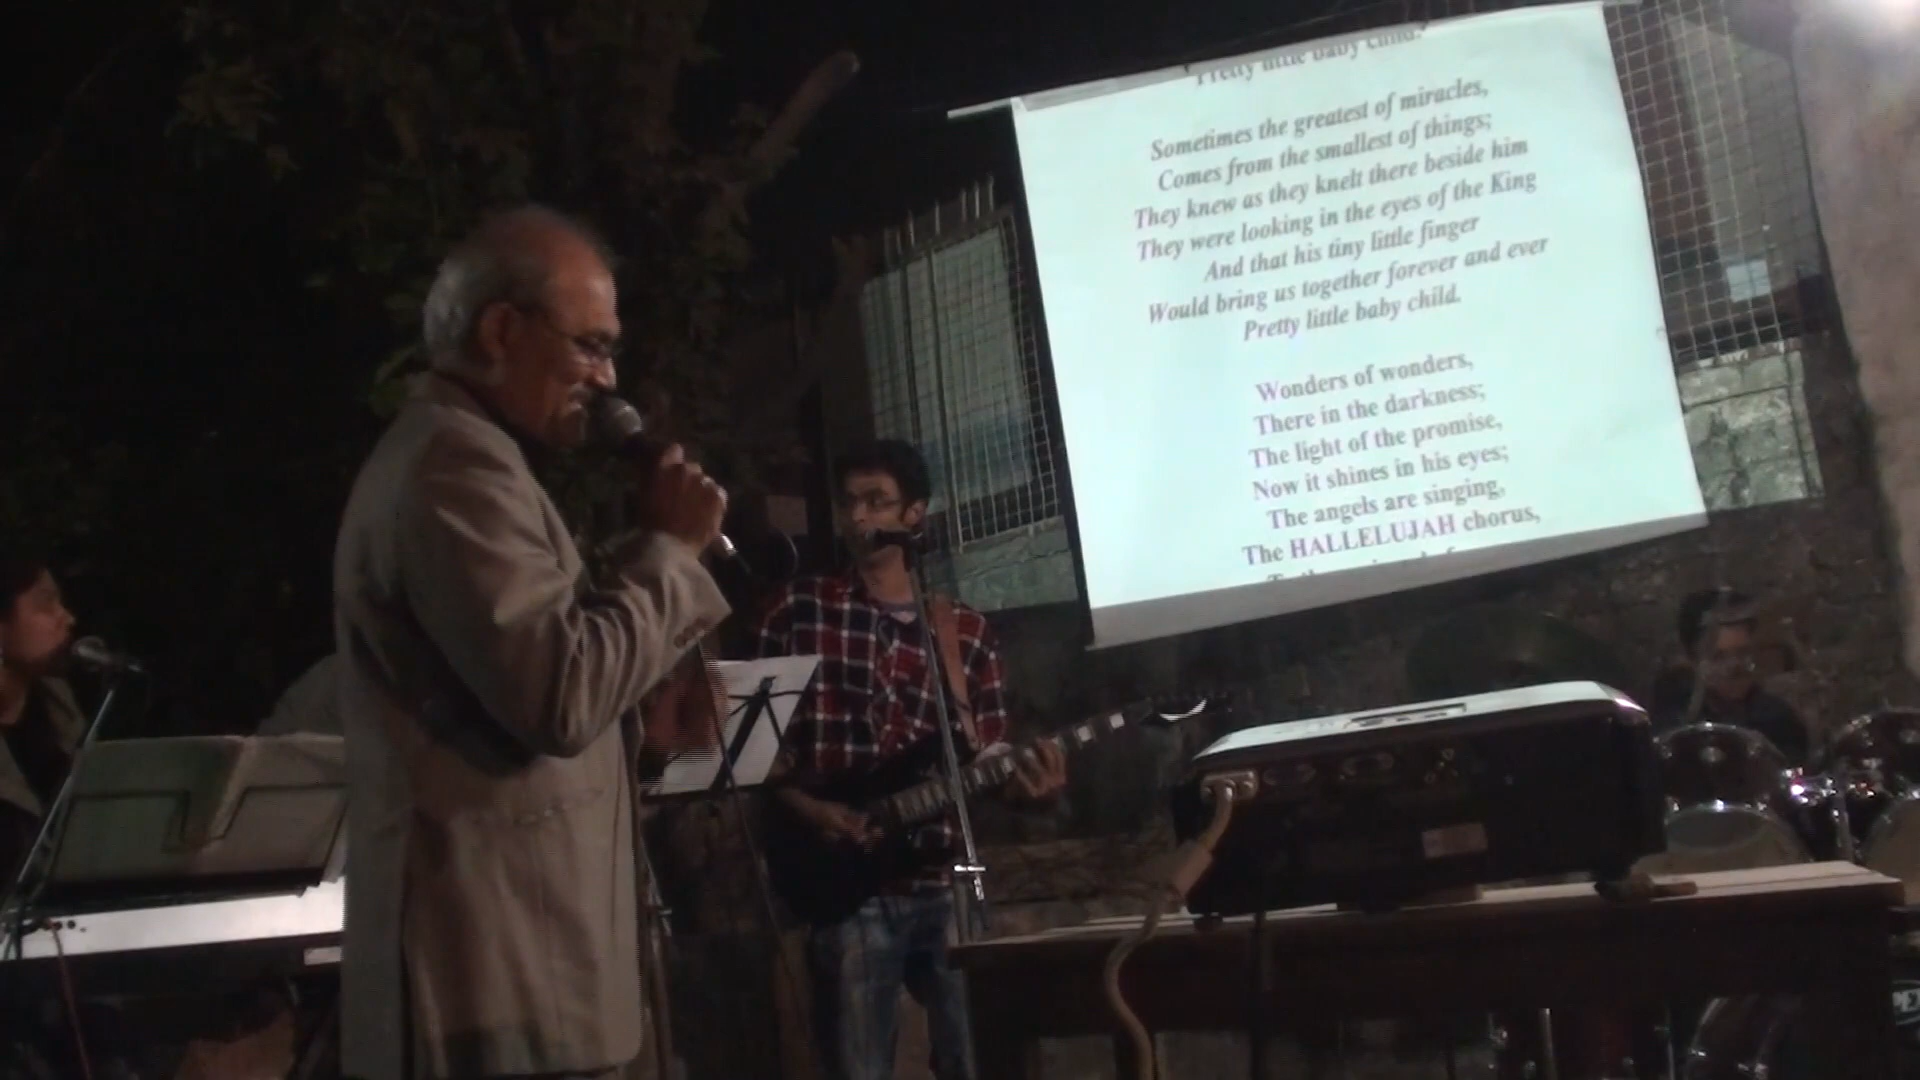 Pretty little baby child.
Sometimes the greatest of miracles,
Comes from the smallest of things;
They knew as they knelt there beside him
They were looking in the eyes of the King
And that his tiny little finger
Would bring us together forever and ever
Pretty little baby child.
Wonders of wonders,
There in the darkness;
The light of the promise,
Now it shines in his eyes;
The angels are singing,
The HALLELUJAH chorus,